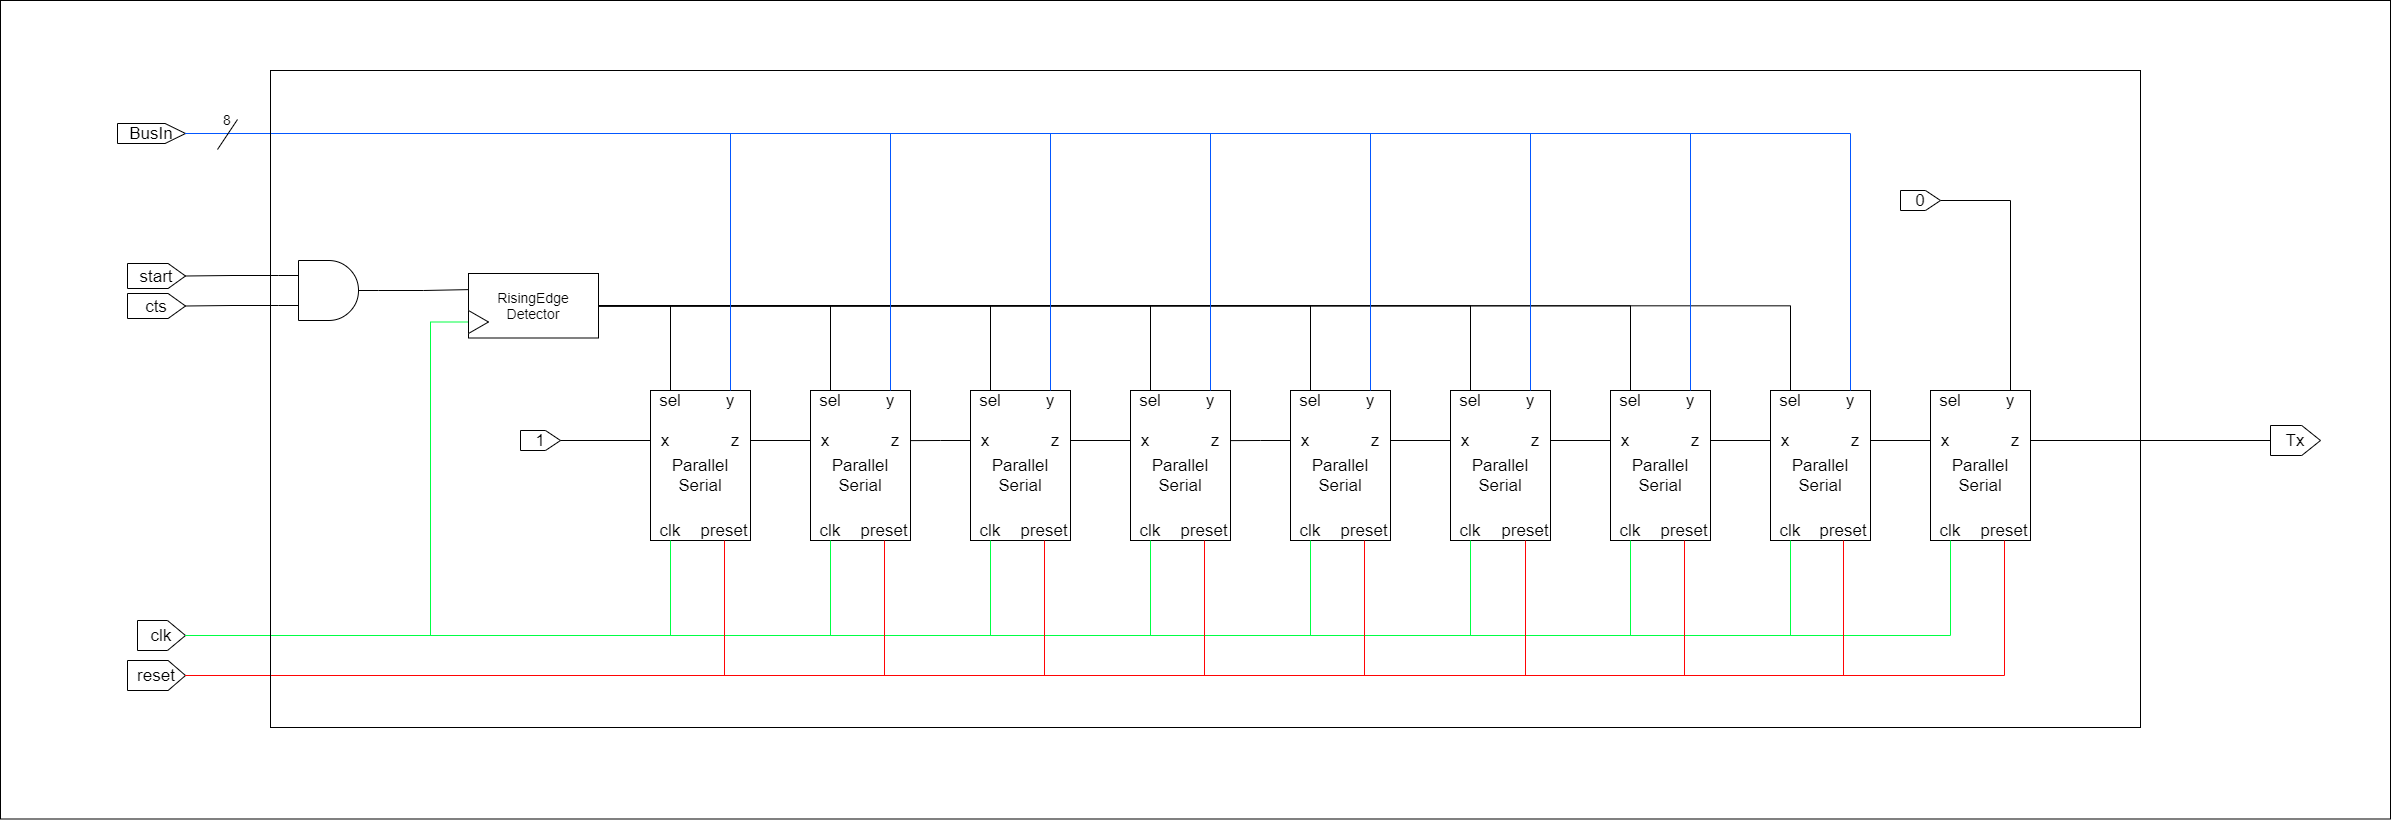 BusIn
8
0
start
cts
RisingEdge
Detector
sel y sel y sel y sel y sel y sel y sel y sel y sel y
1 x z x z x z x z x z x z x z x z x z Tx
Parallel Parallel Parallel Parallel Parallel Parallel Parallel Parallel Parallel
Serial Serial Serial Serial Serial Serial Serial Serial Serial
clk preset clk preset clk preset clk preset clk preset clk preset clk preset clk preset clk preset
clk
reset